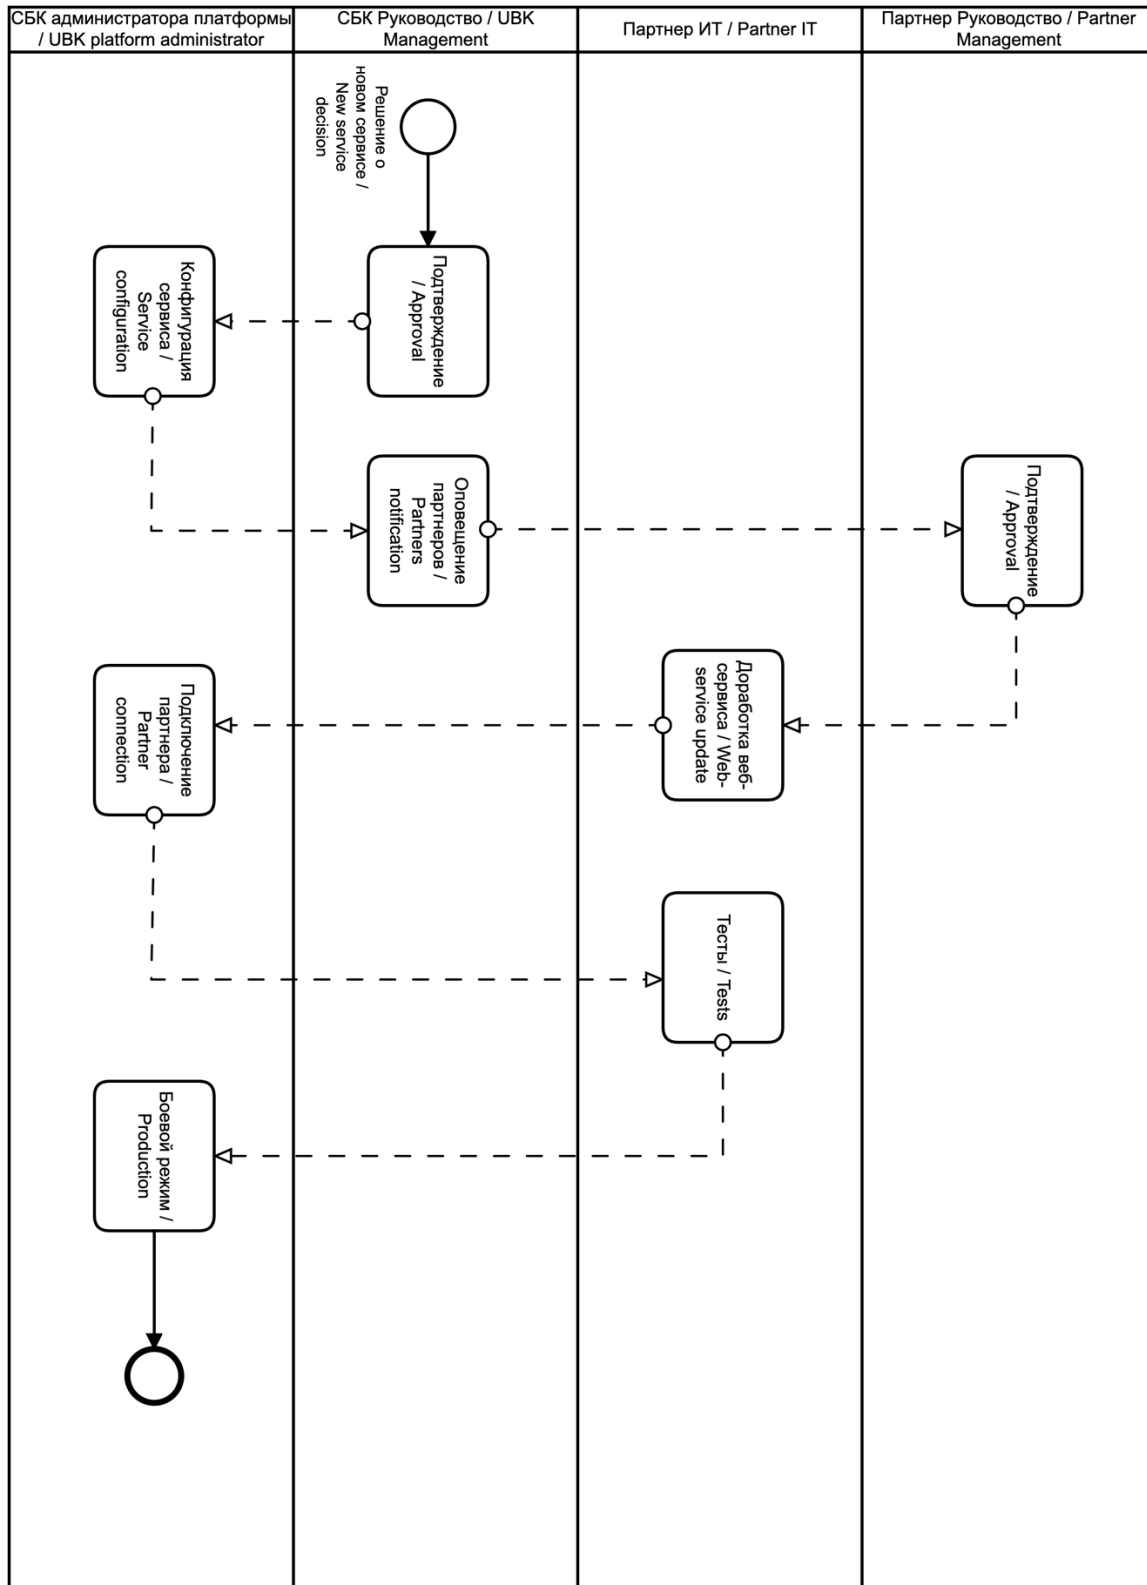 СБК администратора платформы
/ UBK platform administrator
СБК Руководство / UBK
Management
Партнер ИТ / Partner IT
Партнер Руководство / Partner
Management
Решение о
новом сервисе /
New service
decision
Подтверждение
/ Approval
Конфигурация
сервиса /
Service
configuration
Оповещение
партнеров /
Partners
notification
Подтверждение
/ Approval
Доработка веб-
сервиса / Web-
service update
Подключение
партнера /
Partner
connection
Тесты / Tests
Боевой режим /
Production